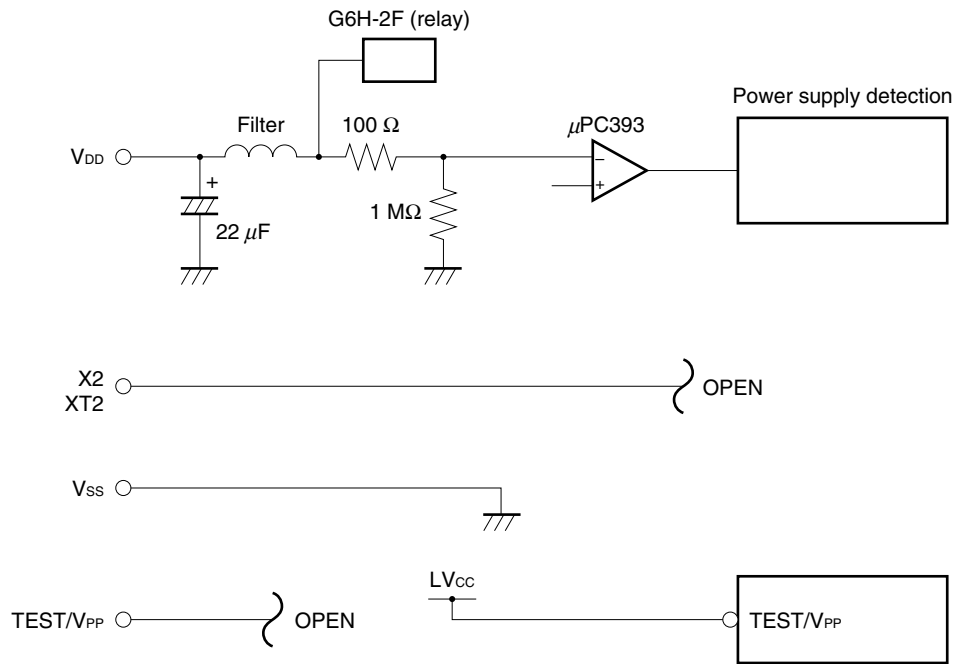 G6H-2F (relay)
Power supply detection
Filter
100 Ω
μPC393
VDD
+
−
+
1 MΩ
22 μF
X2
XT2
OPEN
VSS
LVCC
TEST/VPP
OPEN
TEST/VPP